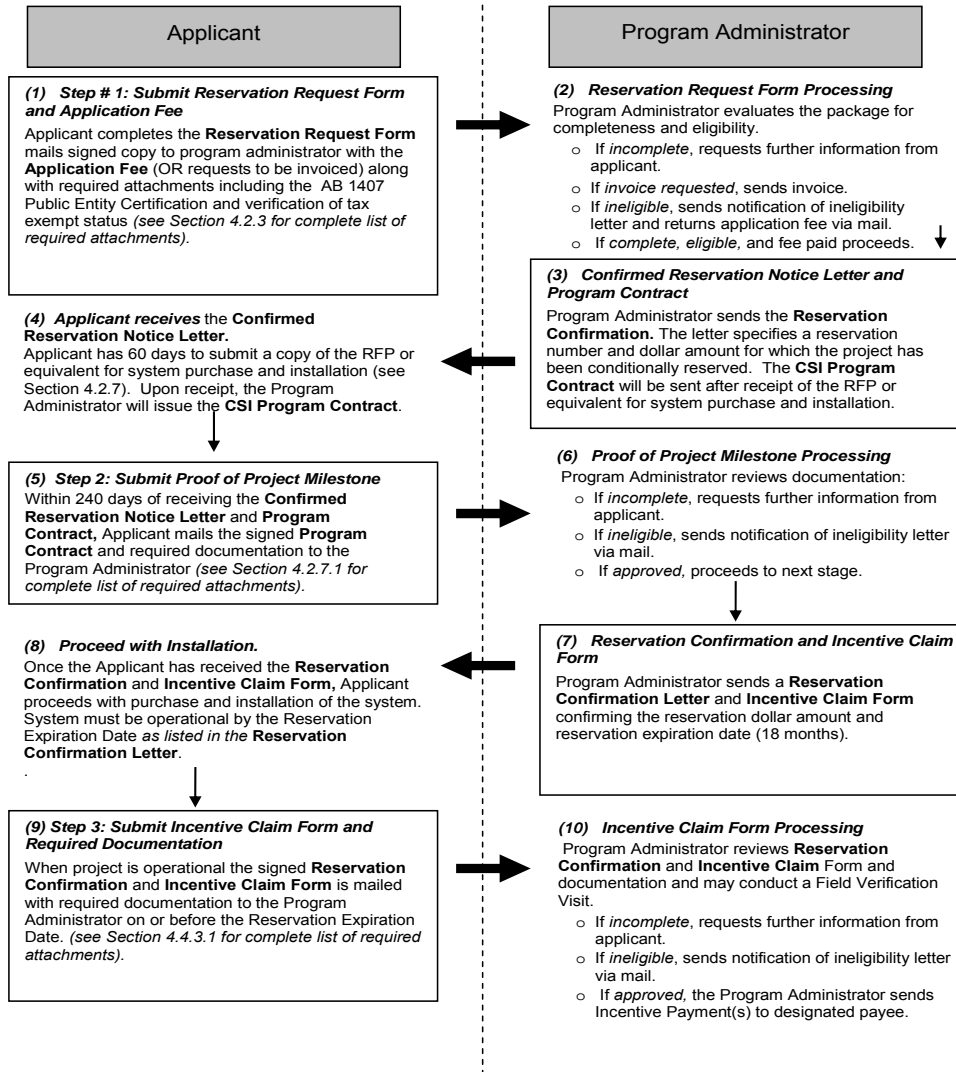 Applicant
Program Administrator
(1) Step # 1: Submit Reservation Request Form
and Application Fee
Applicant completes the Reservation Request Form
mails signed copy to program administrator with the
Application Fee (OR requests to be invoiced) along
with required attachments including the AB 1407
Public Entity Certification and verification of tax
exempt status (see Section 4.2.3 for complete list of
required attachments).
(2) Reservation Request Form Processing
Program Administrator evaluates the package for
completeness and eligibility.
o If incomplete, requests further information from
applicant.
o If invoice requested, sends invoice.
o If ineligible, sends notification of ineligibility
letter and returns application fee via mail.
o If complete, eligible, and fee paid proceeds.
(3) Confirmed Reservation Notice Letter and
Program Contract
Program Administrator sends the Reservation
Confirmation. The letter specifies a reservation
number and dollar amount for which the project has
been conditionally reserved. The CSI Program
Contract will be sent after receipt of the RFP or
equivalent for system purchase and installation.
(4) Applicant receives the Confirmed
Reservation Notice Letter.
Applicant has 60 days to submit a copy of the RFP or
equivalent for system purchase and installation (see
Section 4.2.7). Upon receipt, the Program
Administrator will issue the CSI Program Contract.
(5) Step 2: Submit Proof of Project Milestone
Within 240 days of receiving the Confirmed
Reservation Notice Letter and Program
Contract, Applicant mails the signed Program
Contract and required documentation to the
Program Administrator (see Section 4.2.7.1 for
complete list of required attachments).
(6) Proof of Project Milestone Processing
Program Administrator reviews documentation:
o If incomplete, requests further information from
applicant.
o If ineligible, sends notification of ineligibility letter
via mail.
o If approved, proceeds to next stage.
(7) Reservation Confirmation and Incentive Claim
Form
Program Administrator sends a Reservation
Confirmation Letter and Incentive Claim Form
confirming the reservation dollar amount and
reservation expiration date (18 months).
(8) Proceed with Installation.
Once the Applicant has received the Reservation
Confirmation and Incentive Claim Form, Applicant
proceeds with purchase and installation of the system.
System must be operational by the Reservation
Expiration Date as listed in the Reservation
Confirmation Letter.
.
(9) Step 3: Submit Incentive Claim Form and
Required Documentation
When project is operational the signed Reservation
Confirmation and Incentive Claim Form is mailed
with required documentation to the Program
Administrator on or before the Reservation Expiration
Date. (see Section 4.4.3.1 for complete list of required
attachments).
(10) Incentive Claim Form Processing
Program Administrator reviews Reservation
Confirmation and Incentive Claim Form and
documentation and may conduct a Field Verification
Visit.
o If incomplete, requests further information from
applicant.
o If ineligible, sends notification of ineligibility letter
via mail.
o If approved, the Program Administrator sends
Incentive Payment(s) to designated payee.